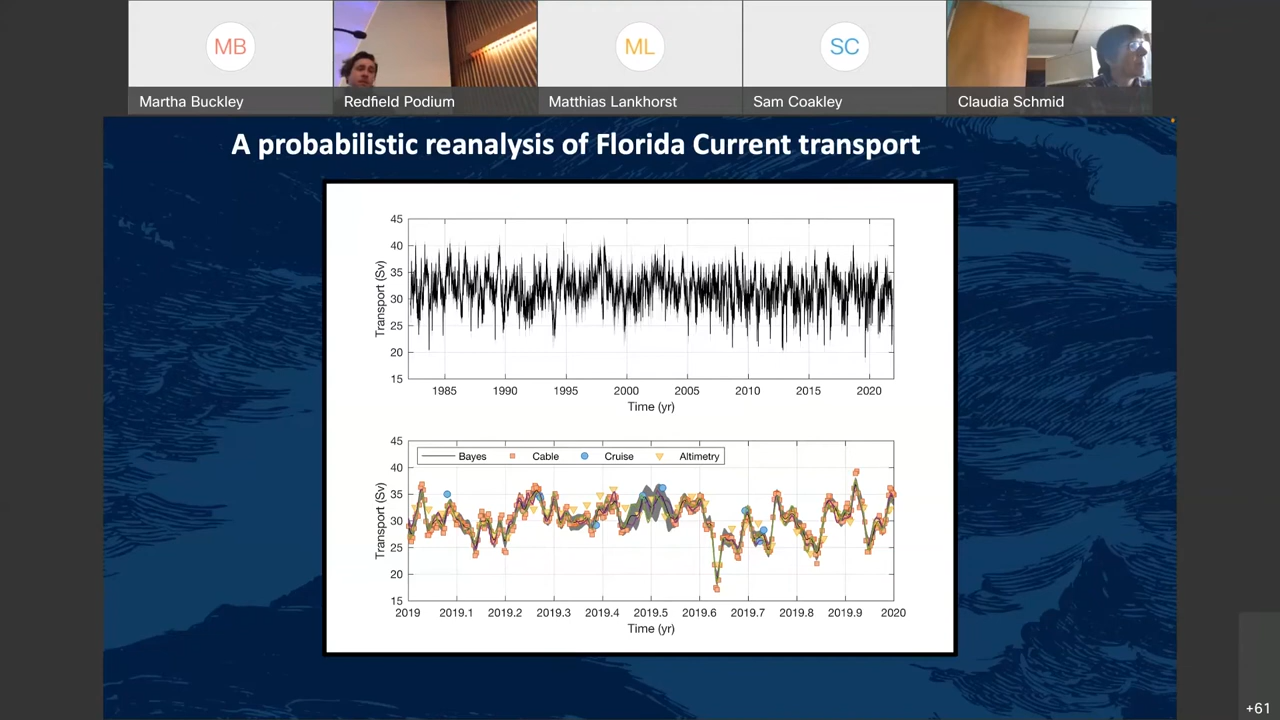 MB
ML
SC
Martha Buckley
Redfield Podium
Matthias Lankhorst
Sam Coakley
Claudia Schmid
A probabilistic reanalysis of Florida Current transport
45
40
35
30
25
20
15
Transport (Sv)
1985 1990 1995 2000 2005 2010 2015 2020
Time (yr)
Bayes Cable Cruise Altimetry
45
40
35
30
25
20
15
Transport (Sv)
2019 2019.1 2019.2 2019.3 2019.4 2019.5 2019.6 2019.7 2019.8 2019.9 2020
Time (yr)
+61